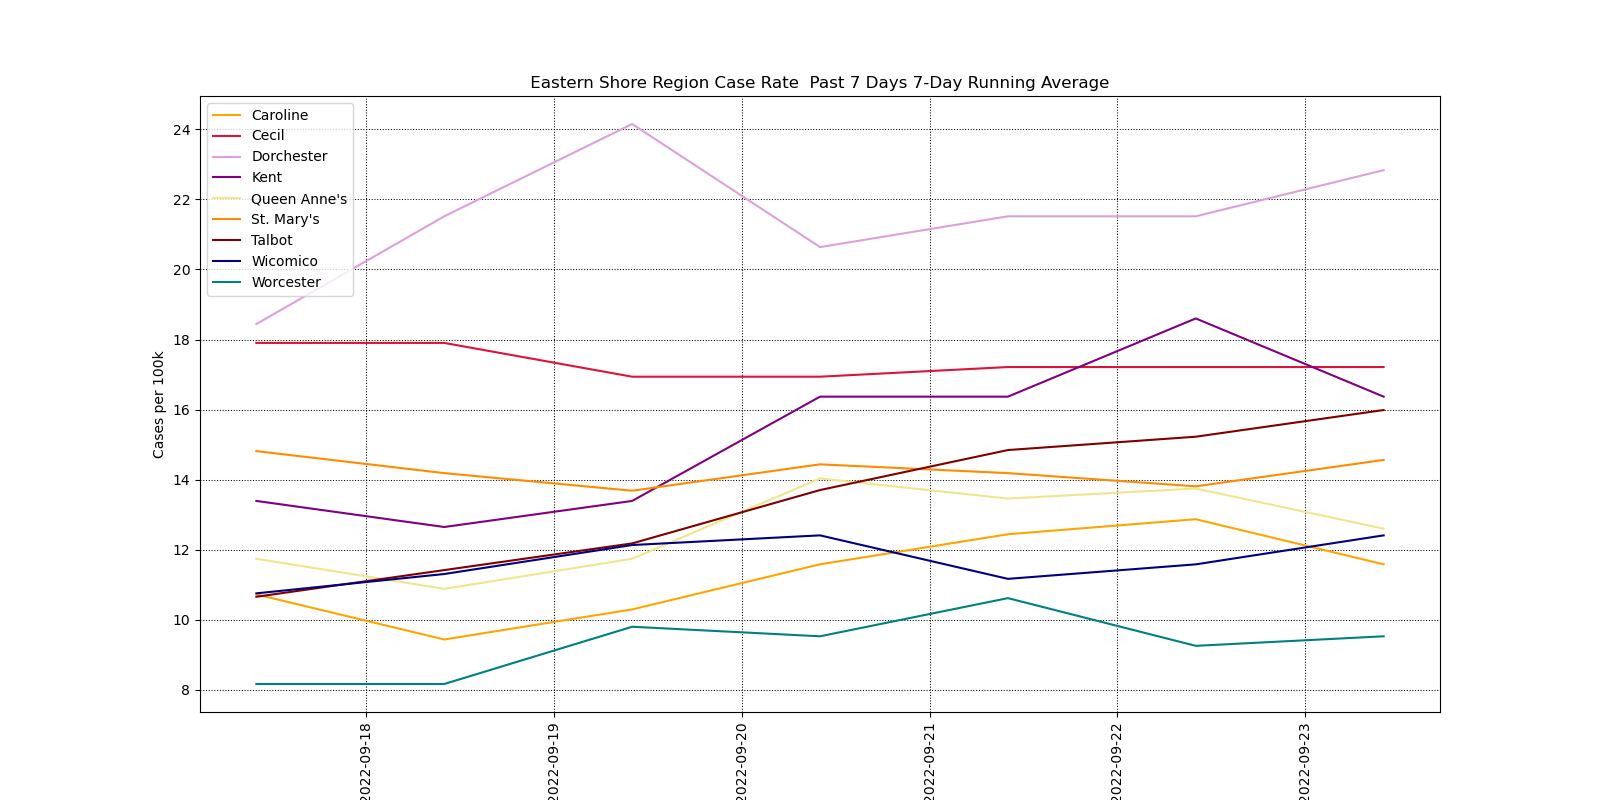 Eastern Shore Region Case Rate  Past 7 Days 7-Day Running Average
Caroline
Cecil
Dorchester
Kent
Queen Anne's
St. Mary's
Talbot
Wicomico
Worcester
24
22
20
18
16
14
12
10
8
Cases per 100k
2022-09-18
2022-09-19
2022-09-20
2022-09-21
2022-09-22
2022-09-23